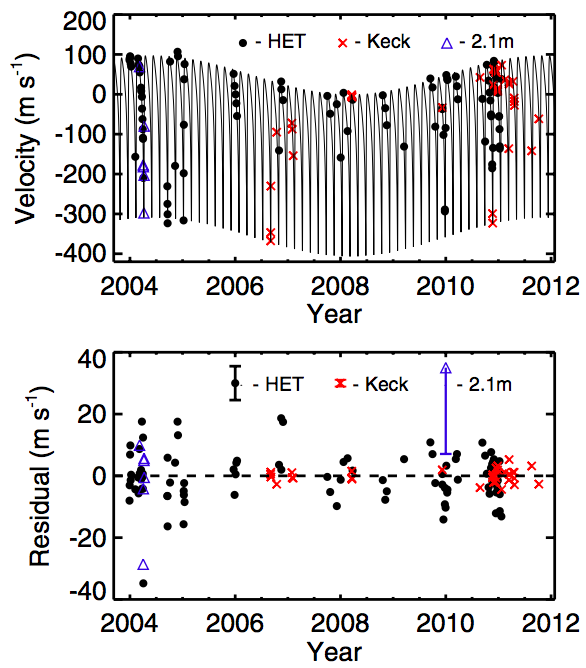 200
- HET
- Keck
- 2.1m
100
0
-100
-200
-300
-400
Velocity (m s-1)
2004
2006
2008
2010
2012
Year
40
- HET
- Keck
- 2.1m
20
0
-20
-40
Residual (m s-1)
2004
2006
2008
2010
2012
Year